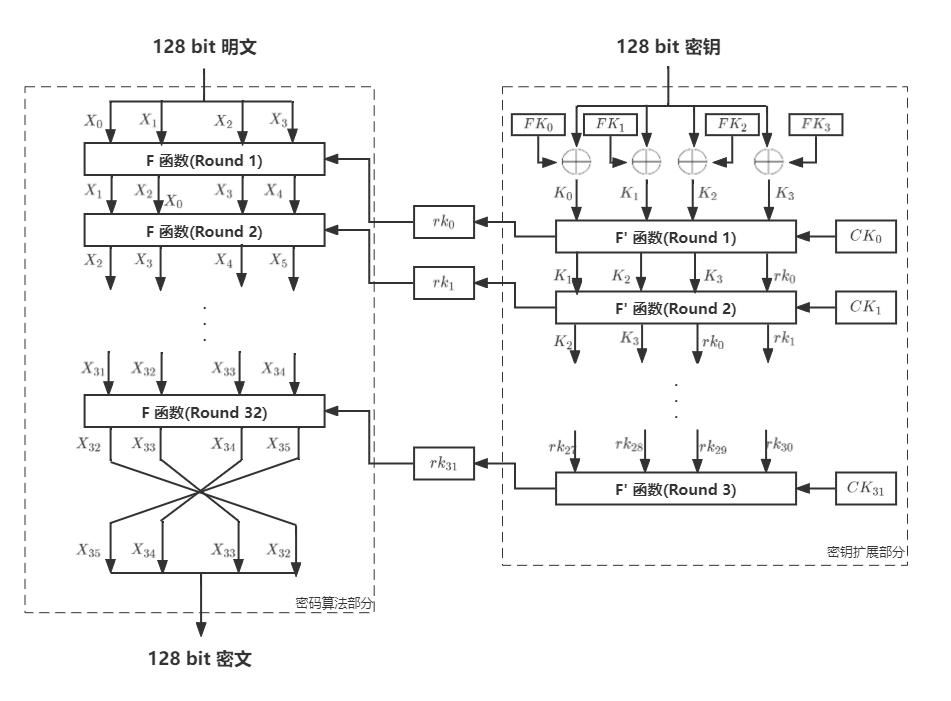 128 bit 明文
128 bit 密钥
X0 X1 X2 X3
FK0 FK1 FK2 FK3
F 函数(Round 1)
X1 X2 X0 X3 X4
K0 K1 K2 K3
F 函数(Round 2)
rk0
F' 函数(Round 1)
CK0
X2 X3 X4 X5
K1 K2 K3 rk0
rk1
F' 函数(Round 2)
CK1
K2 K3 rk0 rk1
X31 X32 X33 X34
F 函数(Round 32)
X32 X33 X34 X35
rk27 rk28 rk29 rk30
rk31
F' 函数(Round 3)
CK31
X35 X34 X33 X32
密钥扩展部分
密码算法部分
128 bit 密文